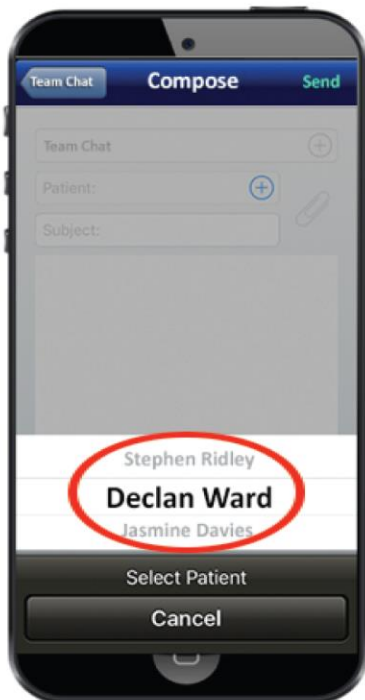 Team Chat Compose Send
Team Chat
Patient:
Subject:
Stephen Ridley
Declan Ward
Jasmine Davies
Select Patient
Cancel